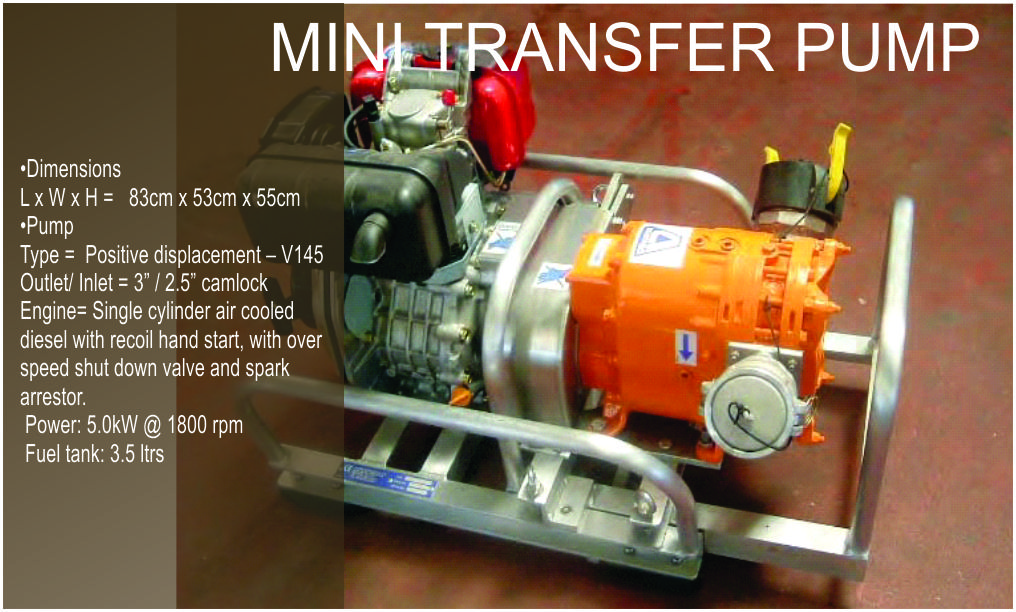 MINI TRANSFER PUMP
•Dimensions
L x W x H =   83cm x 53cm x 55cm
•Pump
Type =  Positive displacement – V145
Outlet/ Inlet = 3” / 2.5” camlock
Engine= Single cylinder air cooled
diesel with recoil hand start, with over
speed shut down valve and spark
arrestor.
Power: 5.0kW @ 1800 rpm
Fuel tank: 3.5 ltrs